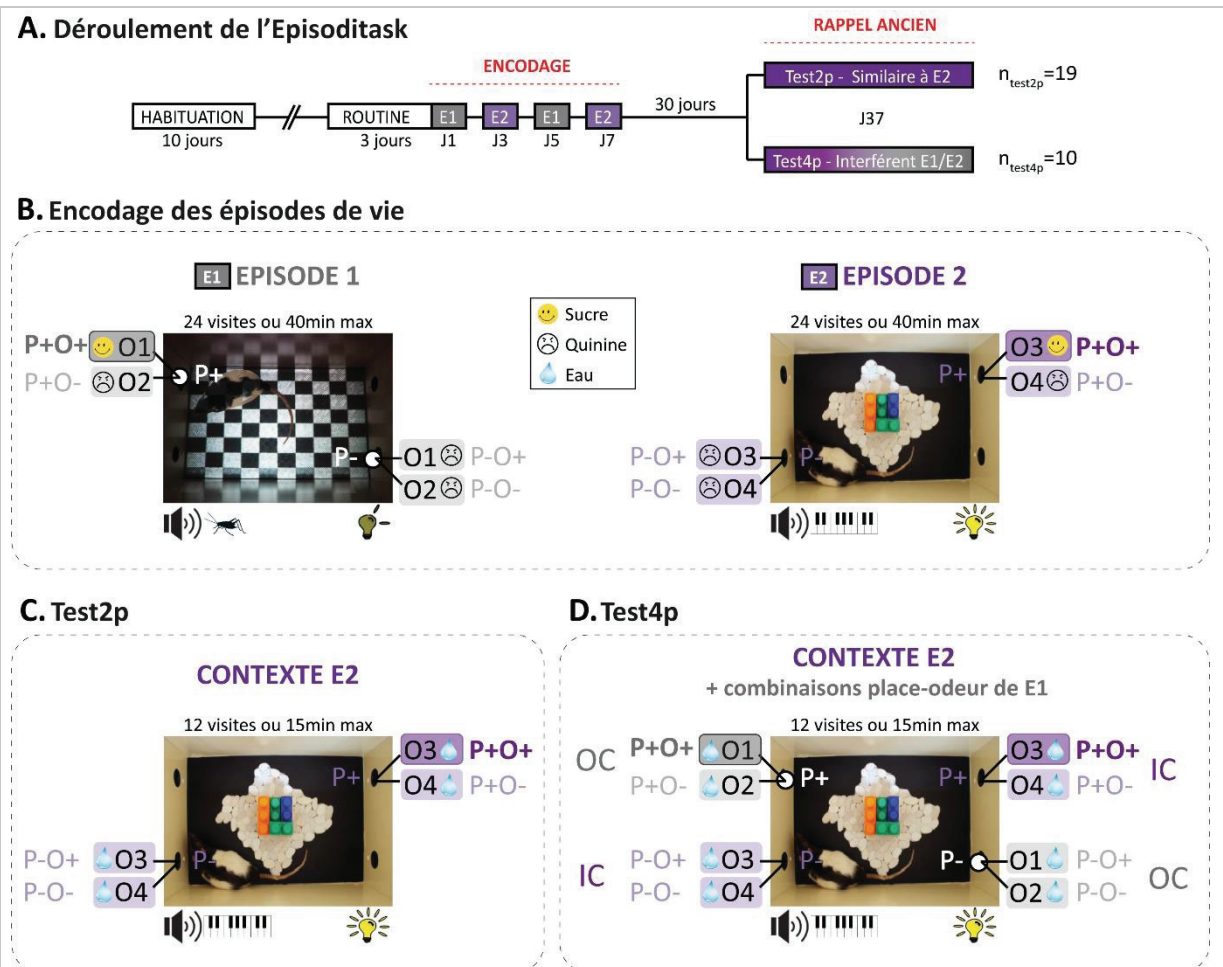 A. Déroulement de l'Episoditask
RAPPEL ANCIEN
ENCODAGE
Test2p - Similaire à E2
n_test2p=19
30 jours
HABITUATION
ROUTINE
E1
E2
E1
E2
J37
10 jours
3 jours
J1
J3
J5
J7
Test4p - Interférent E1/E2
n_test4p=10
B. Encodage des épisodes de vie
E1 EPISODE 1
24 visites ou 40min max
P+O+ O1
P+O- O2
P+
P-
O1 P-O+
O2 P-O-
Sucre
Quinine
Eau
E2 EPISODE 2
24 visites ou 40min max
P+
O3 P+O+
O4 P+O-
P-O+ O3
P-O- O4
P-
C. Test2p
CONTEXTE E2
12 visites ou 15min max
P+
O3 P+O+
O4 P+O-
P-O+ O3
P-O- O4
P-
D. Test4p
CONTEXTE E2
+ combinaisons place-odeur de E1
12 visites ou 15min max
OC
P+O+ O1
P+O- O2
P+
P+
O3 P+O+
O4 P+O-
IC
IC
P-O+ O3
P-O- O4
P-
P-
O1 P-O+
O2 P-O-
OC